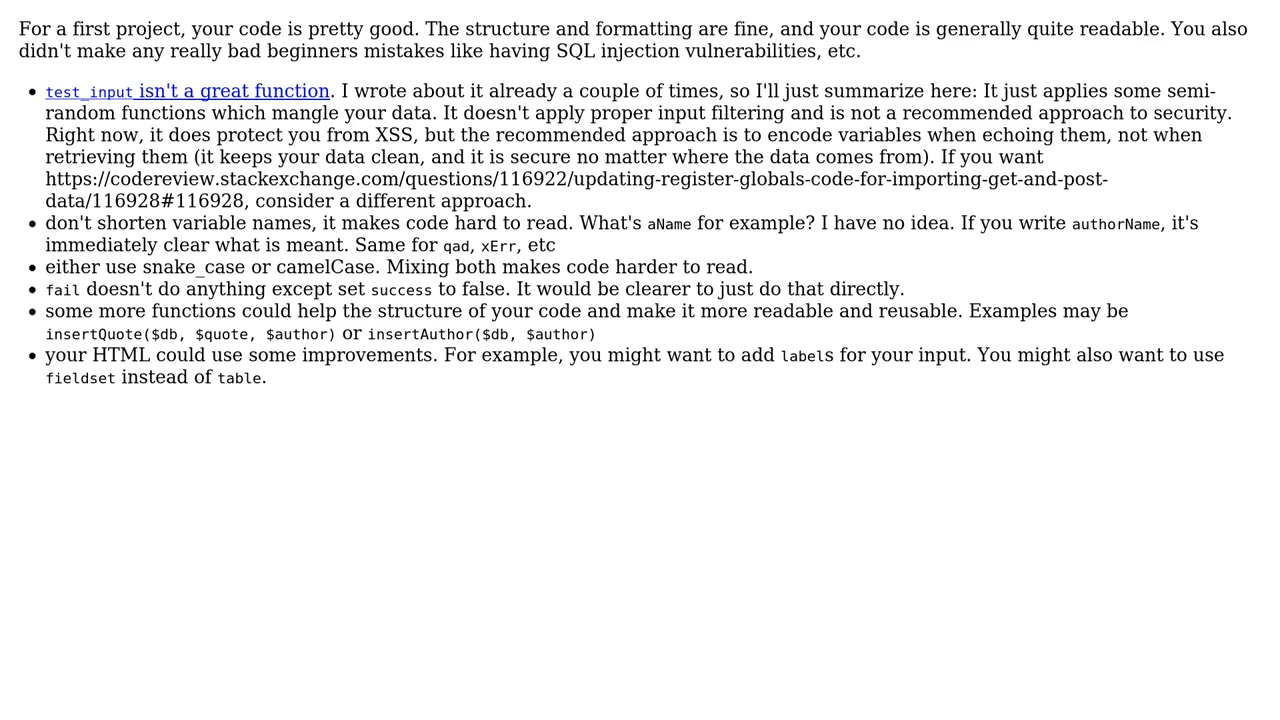 For a first project, your code is pretty good. The structure and formatting are fine, and your code is generally quite readable. You also
didn't make any really bad beginners mistakes like having SQL injection vulnerabilities, etc.
• test_input isn't a great function. I wrote about it already a couple of times, so I'll just summarize here: It just applies some semi-
random functions which mangle your data. It doesn't apply proper input filtering and is not a recommended approach to security.
Right now, it does protect you from XSS, but the recommended approach is to encode variables when echoing them, not when
retrieving them (it keeps your data clean, and it is secure no matter where the data comes from). If you want
https://codereview.stackexchange.com/questions/116922/updating-register-globals-code-for-importing-get-and-post-
data/116928#116928, consider a different approach.
• don't shorten variable names, it makes code hard to read. What's aName for example? I have no idea. If you write authorName, it's
immediately clear what is meant. Same for qad, xErr, etc
• either use snake_case or camelCase. Mixing both makes code harder to read.
• fail doesn't do anything except set success to false. It would be clearer to just do that directly.
• some more functions could help the structure of your code and make it more readable and reusable. Examples may be
insertQuote($db, $quote, $author) or insertAuthor($db, $author)
• your HTML could use some improvements. For example, you might want to add labels for your input. You might also want to use
fieldset instead of table.